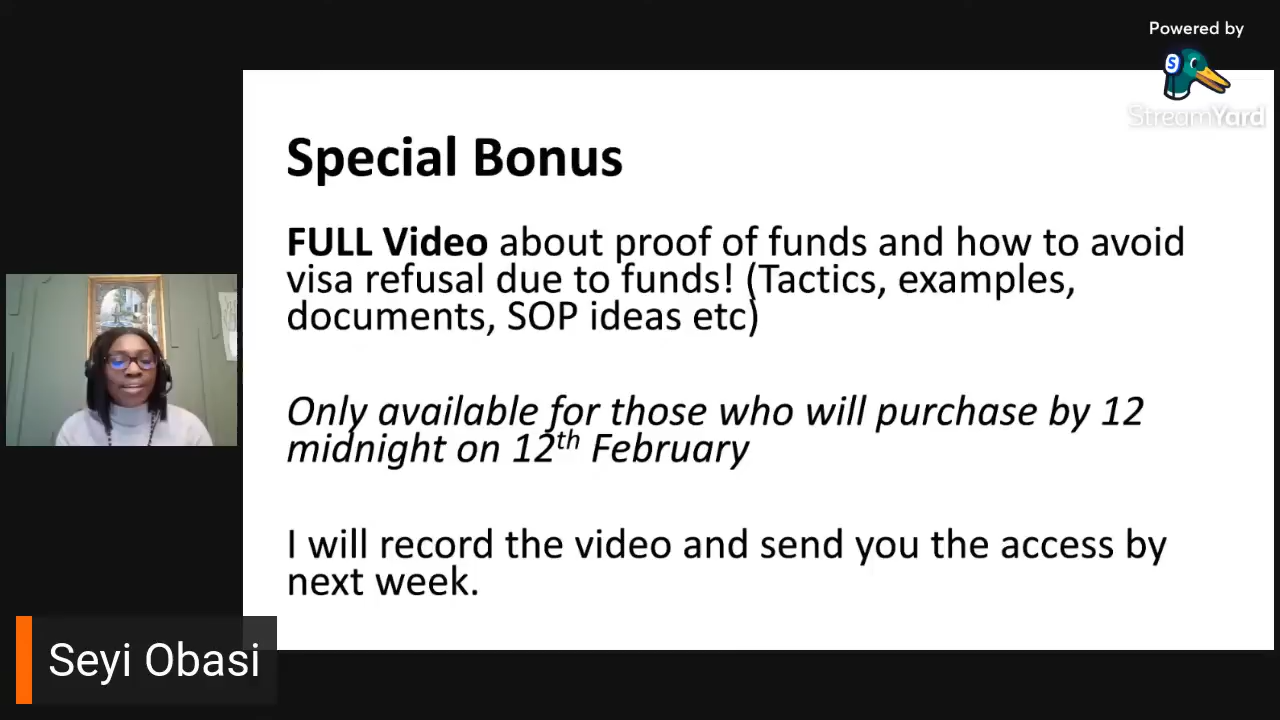 Powered by
S
StreamYard
Special Bonus
FULL Video about proof of funds and how to avoid
visa refusal due to funds! (Tactics, examples,
documents, SOP ideas etc)
Only available for those who will purchase by 12
midnight on 12th February
I will record the video and send you the access by
next week.
Seyi Obasi